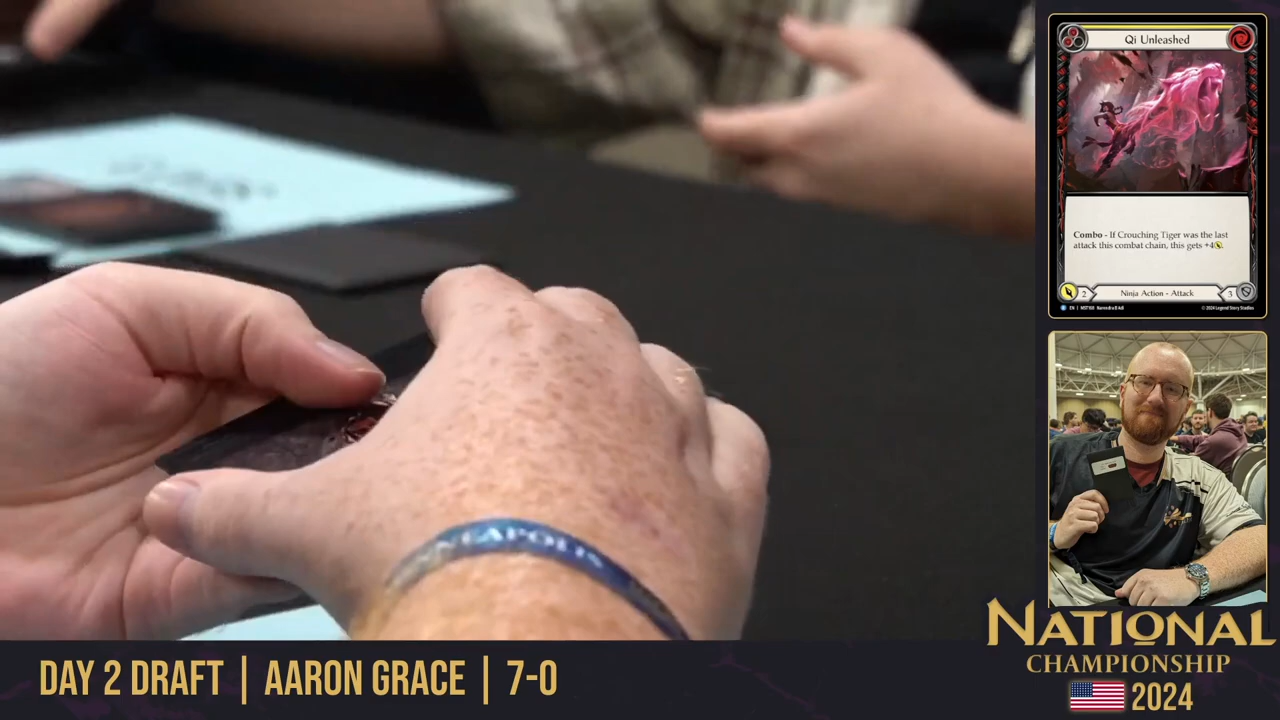 Qi Unleashed
Combo - If Crouching Tiger was the last
attack this combat chain, this gets +4
2
Ninja Action - Attack
3
NEAPOLIS
DAY 2 DRAFT | AARON GRACE | 7-0
NATIONAL
CHAMPIONSHIP
2024